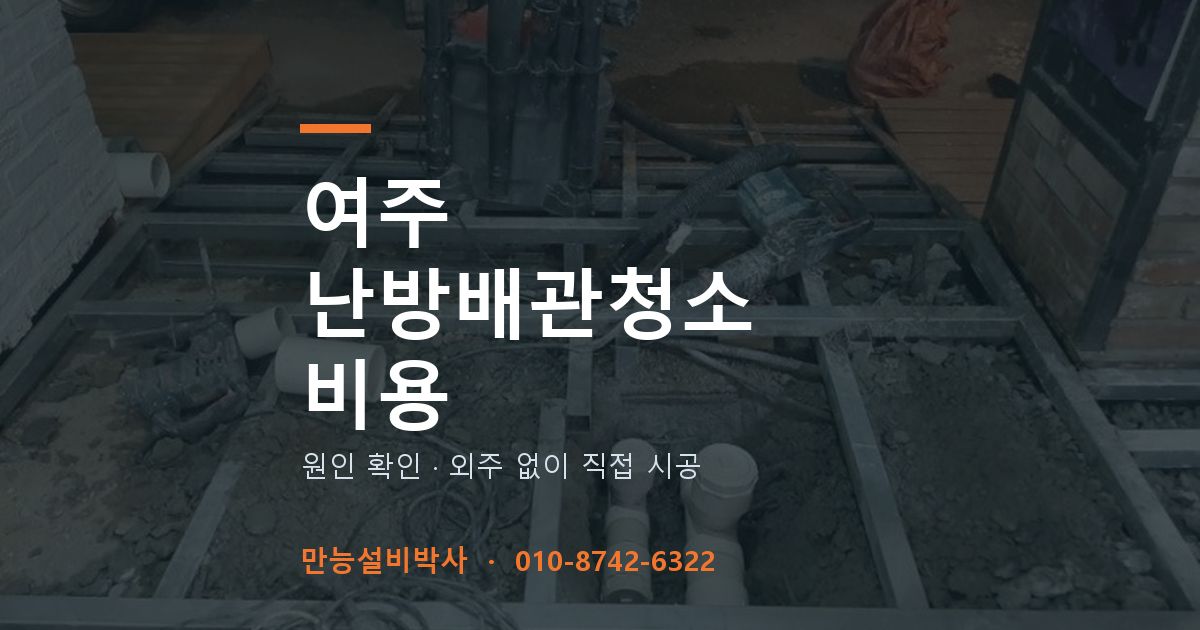 여주
난방배관청소
비용
원인 확인 · 외주 없이 직접 시공
만능설비박사 · 010-8742-6322